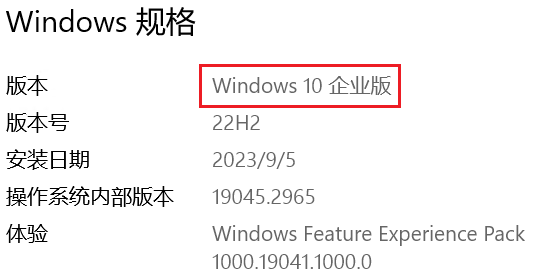 Windows 规格
版本 Windows 10 企业版
版本号 22H2
安装日期 2023/9/5
操作系统内部版本 19045.2965
体验 Windows Feature Experience Pack
1000.19041.1000.0